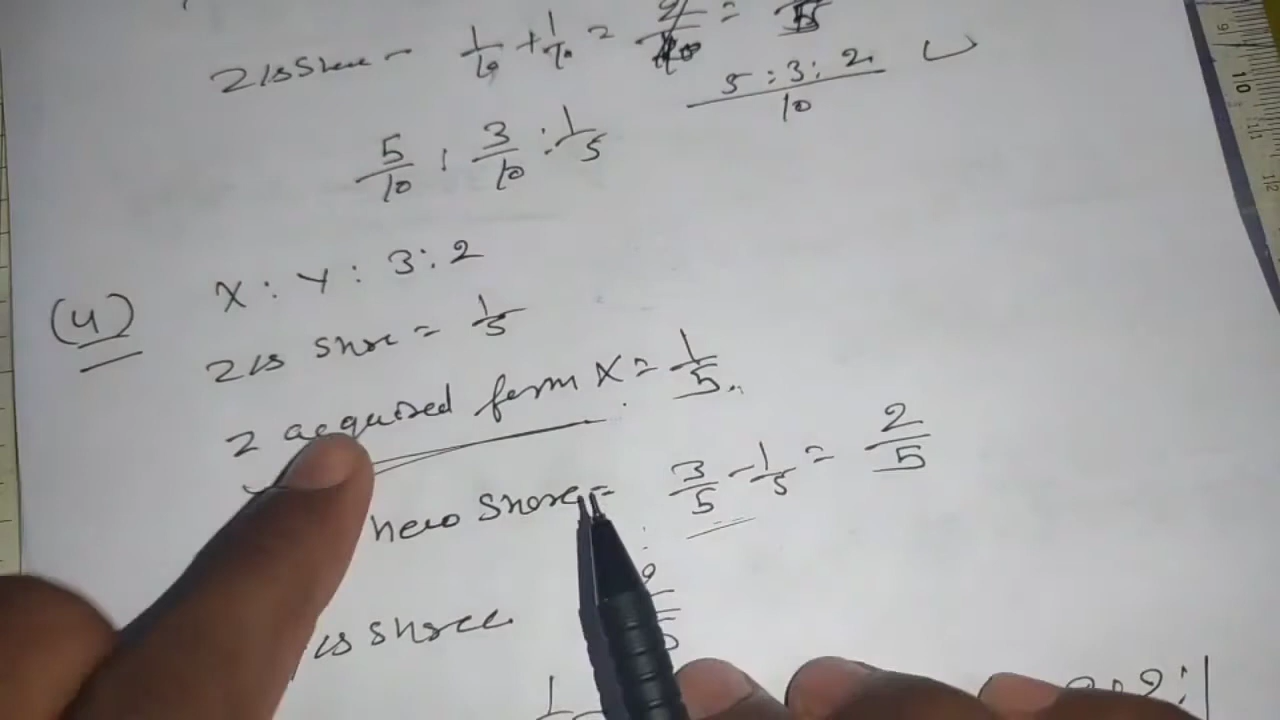 Z's Share - 1/10 + 1/10 = 2/10 =
5 : 3 : 2 / 10
5/10 : 3/10 : 1/5
(4) X : Y : 3 : 2
Z's share = 1/5
Z acquired form X = 1/5
new share = 3/5 - 1/5 = 2/5
's share